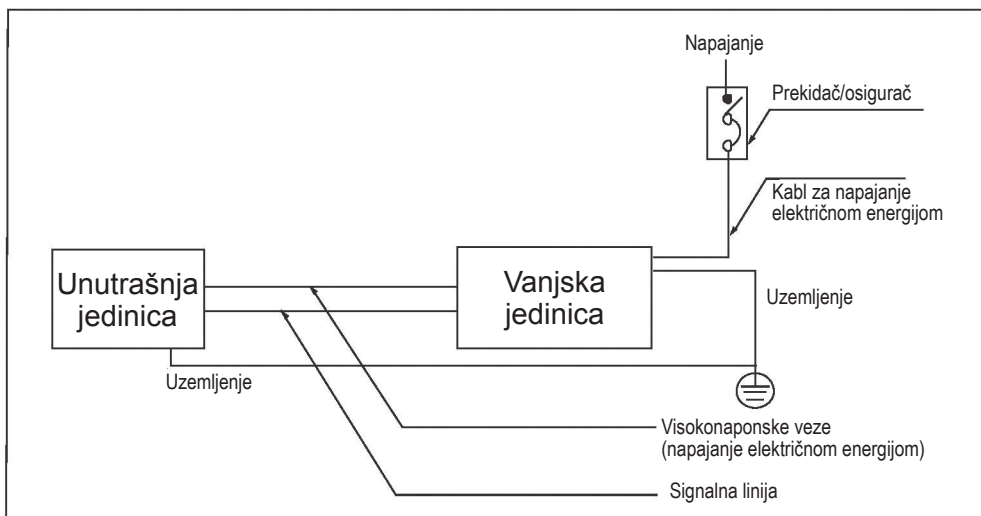 Napajanje
Prekidač/osigurač
Kabl za napajanje
električnom energijom
Unutrašnja
jedinica
Vanjska
jedinica
Uzemljenje
Uzemljenje
Visokonaponske veze
(napajanje električnom energijom)
Signalna linija